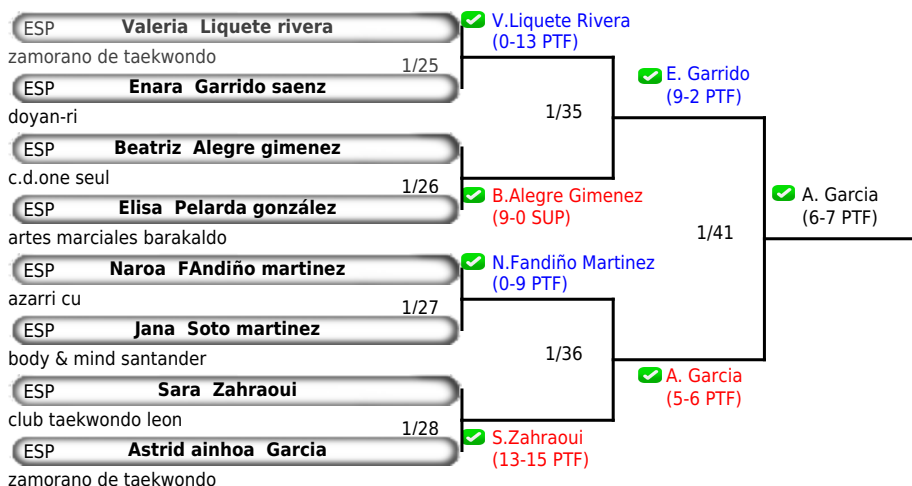 ESP Valeria Liquete rivera
zamorano de taekwondo
1/25
ESP Enara Garrido saenz
doyan-ri
ESP Beatriz Alegre gimenez
c.d.one seul
1/26
ESP Elisa Pelarda gonzález
artes marciales barakaldo
ESP Naroa FAndiño martinez
azarri cu
1/27
ESP Jana Soto martinez
body & mind santander
ESP Sara Zahraoui
club taekwondo leon
1/28
ESP Astrid ainhoa Garcia
zamorano de taekwondo
V.Liquete Rivera
(0-13 PTF)
1/35
B.Alegre Gimenez
(9-0 SUP)
N.Fandiño Martinez
(0-9 PTF)
1/36
S.Zahraoui
(13-15 PTF)
E. Garrido
(9-2 PTF)
1/41
A. Garcia
(5-6 PTF)
A. Garcia
(6-7 PTF)